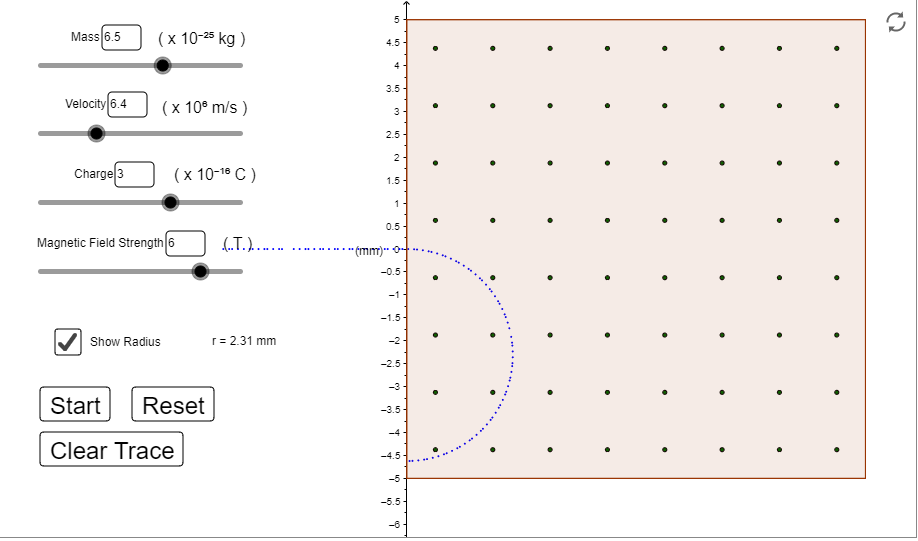 Mass 6.5 ( x 10⁻²⁵ kg )
Velocity 6.4 ( x 10⁶ m/s )
Charge 3 ( x 10⁻¹⁶ C )
Magnetic Field Strength 6 ( T )
Show Radius r = 2.31 mm
Start Reset
Clear Trace
5
4.5
4
3.5
3
2.5
2
1.5
1
0.5
(mm) 0
−0.5
−1
−1.5
−2
−2.5
−3
−3.5
−4
−4.5
−5
−5.5
−6